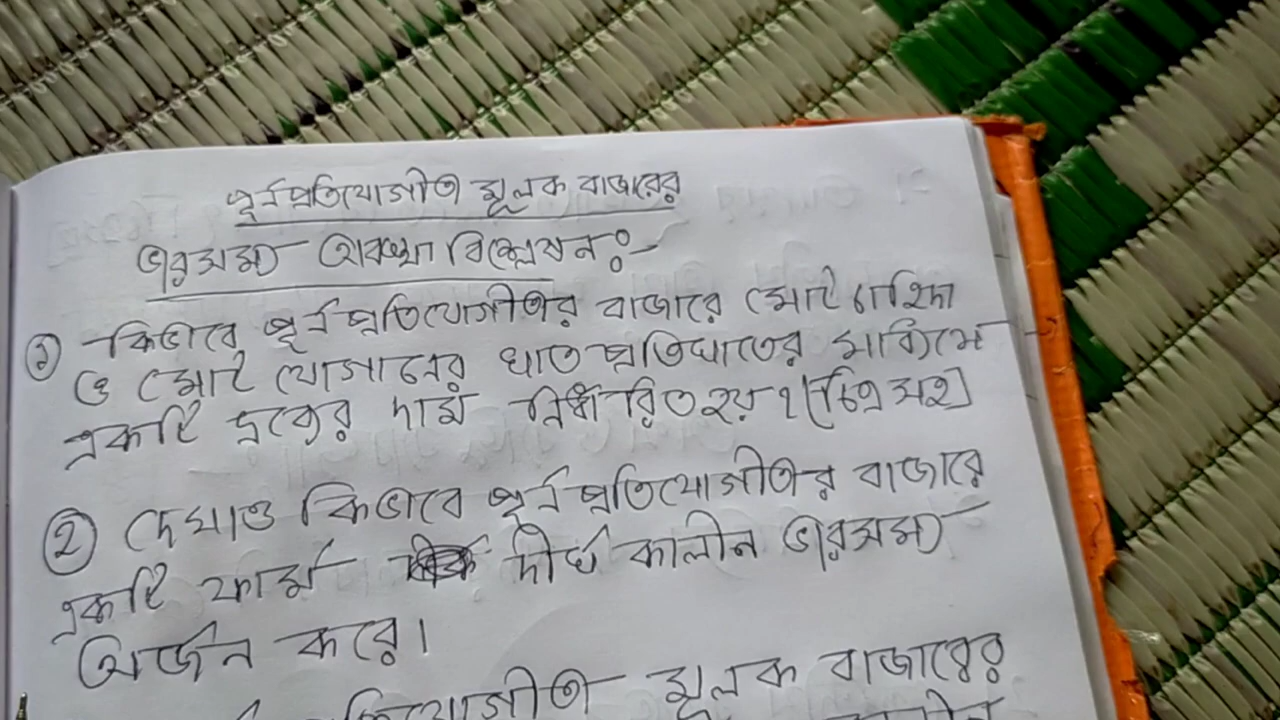 পূর্নপ্রতিযোগীতা মূলক বাজারের
ভারসাম্য অবস্থা বিশ্লেষনঃ-
① কিভাবে পূর্ন প্রতিযোগীতার বাজারে মোট চাহিদা
ও মোট যোগানের ঘাত প্রতিঘাতের মাধ্যমে
একটি দ্রব্যের দাম নির্ধারিত হয়? [চিত্র সহ]
② দেখাও কিভাবে পূর্ন প্রতিযোগীতার বাজারে
একটি ফার্ম দীর্ঘ কালীন ভারসাম্য
অর্জন করে।
মূলক বাজারের